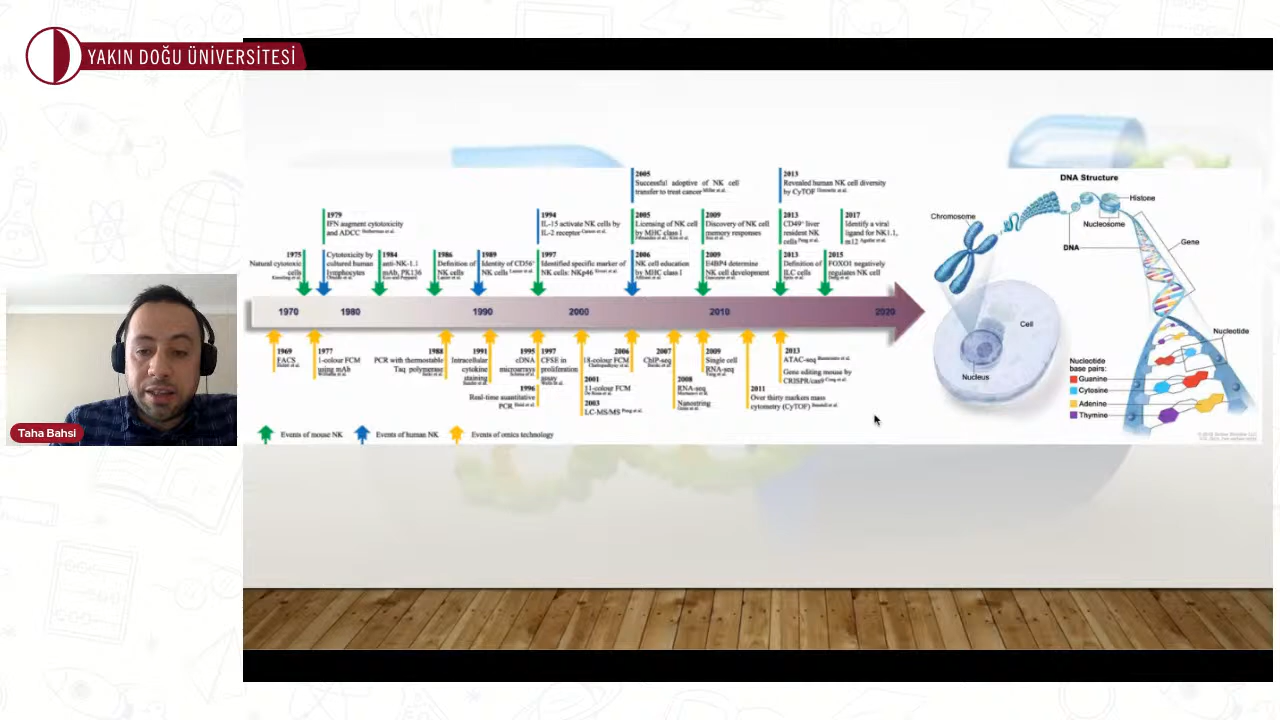 YAKIN DOĞU ÜNİVERSİTESİ
2005
Successful adoptive of NK cell
transfer to treat cancer
2013
Revealed human NK cell diversity
by CyTOF
1979
IFN augment cytotoxicity
and ADCC
1994
IL-15 activate NK cells by
IL-2 receptor
2005
Licensing of NK cell
by MHC class I
2009
Discovery of NK cell
memory responses
2013
CD49+ liver
resident NK
cells
2017
Identify a viral
ligand for NK1.1,
m12
1975
Natural cytotoxic
cells
Cytotoxicity by
cultured human
lymphocytes
1984
anti-NK-1.1
mAb, PK136
1986
Definition of
NK cells
1989
Identity of CD56+
NK cells
1997
Identified specific marker of
NK cells: NKp46
2006
NK cell education
by MHC class I
2009
E4BP4 determine
NK cell development
2013
Definition of
ILC cells
2015
FOXO1 negatively
regulates NK cell
1970 1980 1990 2000 2010 2020
1969
FACS
1977
1-colour FCM
using mAb
1988
PCR with thermostable
Taq polymerase
1991
Intracellular
cytokine
staining
1995
cDNA
microarrays
1996
Real-time quantitative
PCR
1997
CFSE in
proliferation
assay
2006
18-colour FCM
2001
11-colour FCM
2003
LC-MS/MS
2007
ChIP-seq
2008
RNA-seq
Nanostring
2009
Single cell
RNA-seq
2011
Over thirty markers mass
cytometry (CyTOF)
2013
ATAC-seq
Gene editing mouse by
CRISPR/cas9
Events of mouse NK
Events of human NK
Events of omics technology
DNA Structure
Chromosome
Histone
Nucleosome
DNA
Gene
Cell
Nucleus
Nucleotide
Nucleotide
base pairs:
Guanine
Cytosine
Adenine
Thymine
Taha Bahsi